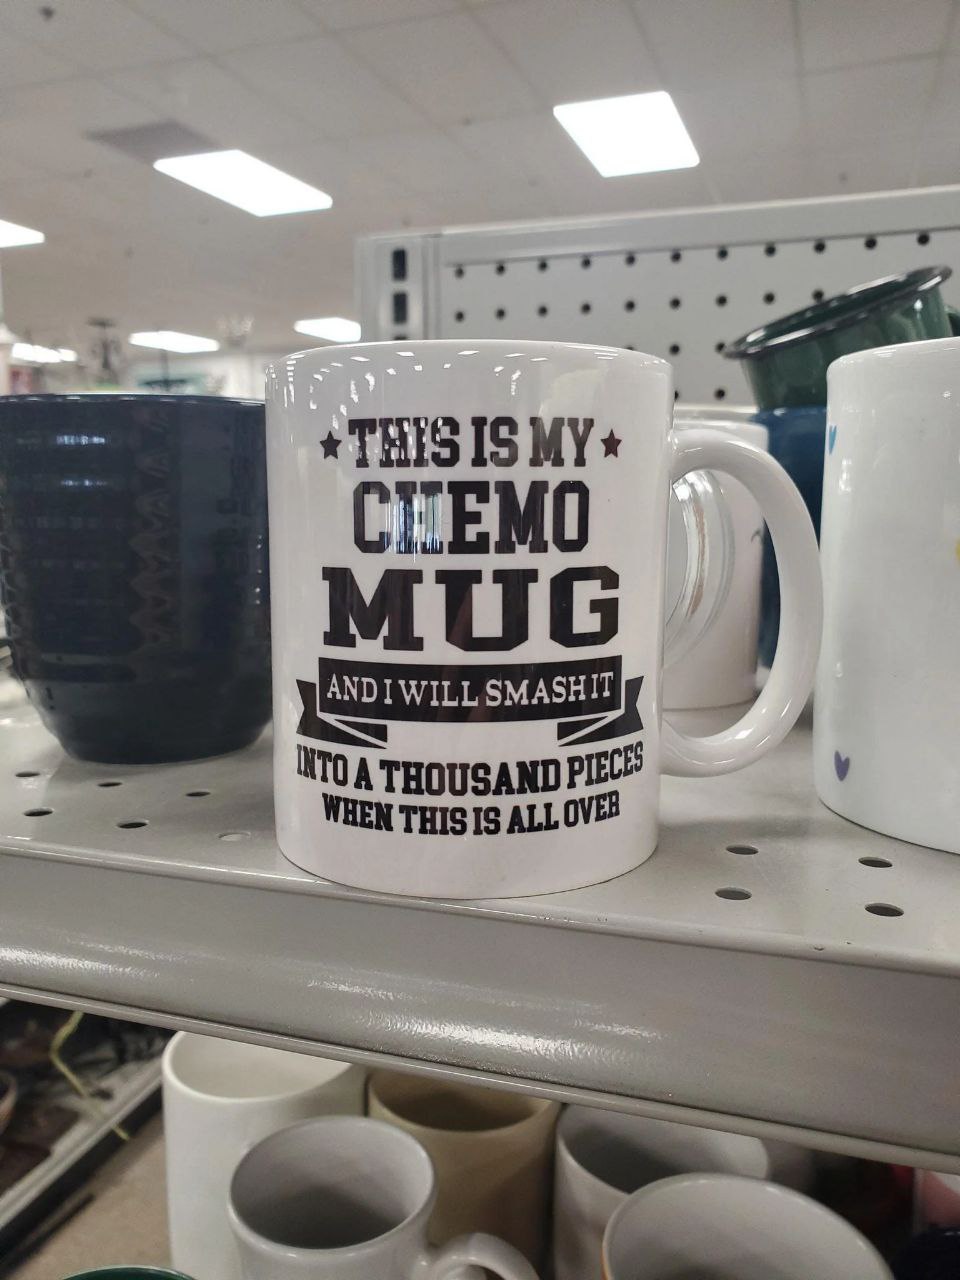 THIS IS MY
CHEMO
MUG
AND I WILL SMASH IT
INTO A THOUSAND PIECES
WHEN THIS IS ALL OVER